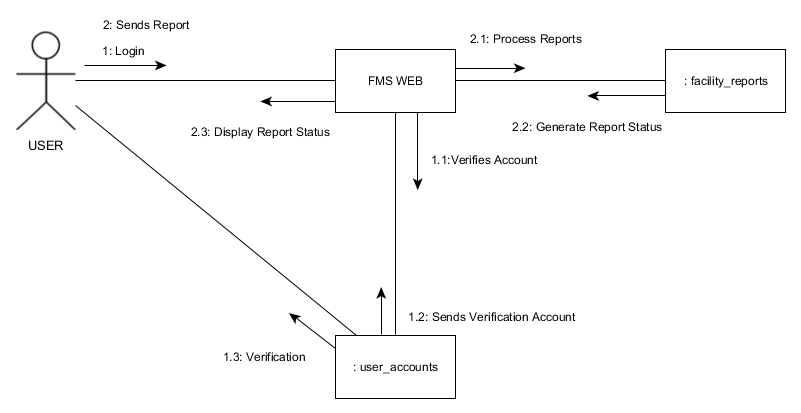 2: Sends Report
1: Login
2.1: Process Reports
FMS WEB
: facility_reports
2.3: Display Report Status
2.2: Generate Report Status
USER
1.1:Verifies Account
1.2: Sends Verification Account
1.3: Verification
: user_accounts